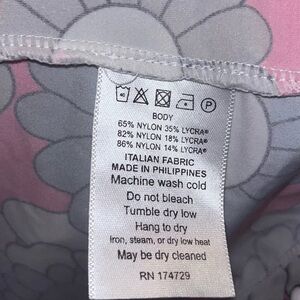 BODY
65% NYLON 35% LYCRA®
82% NYLON 18% LYCRA®
86% NYLON 14% LYCRA®
ITALIAN FABRIC
MADE IN PHILIPPINES
Machine wash cold
Do not bleach
Tumble dry low
Hang to dry
Iron, steam, or dry low heat
May be dry cleaned
RN 174729